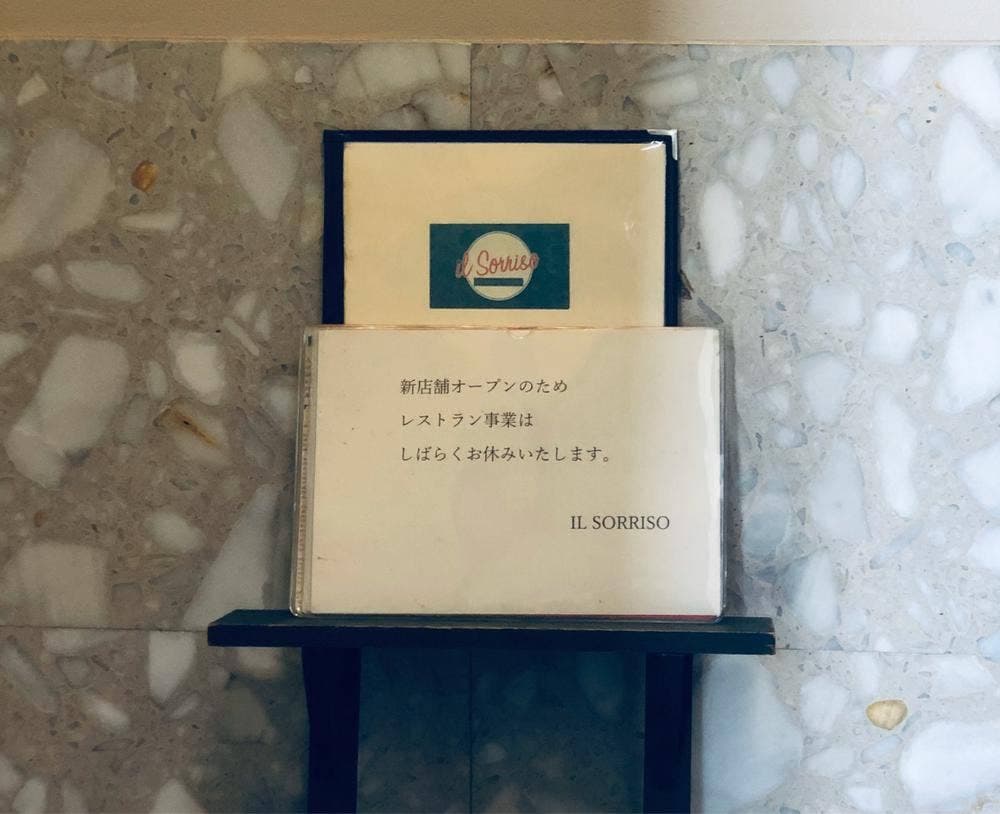 il Sorriso
新店舗オープンのため
レストラン事業は
しばらくお休みいたします。
IL SORRISO